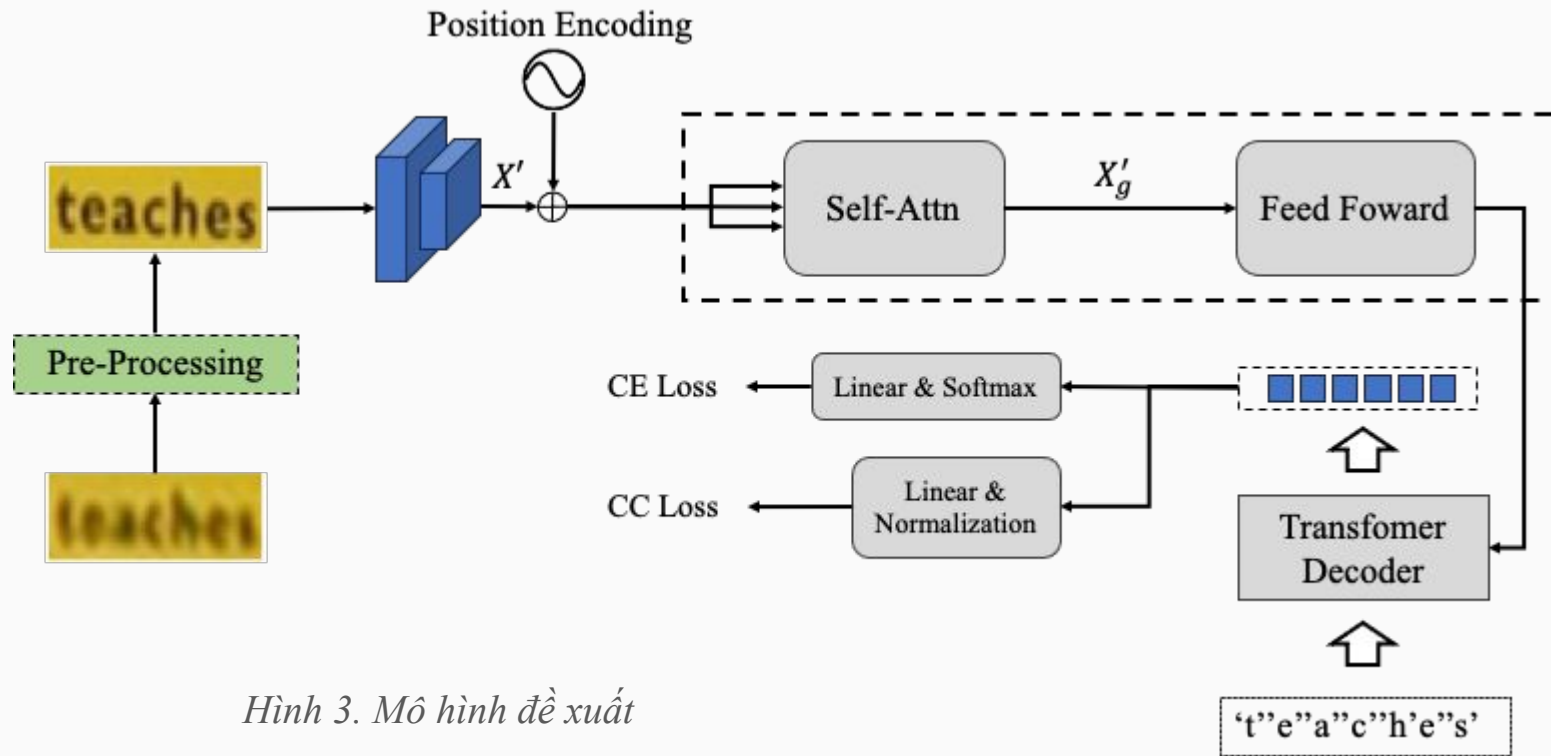 Position Encoding
teaches
X′
Self-Attn
X′g
Feed Foward
Pre-Processing
CE Loss
Linear & Softmax
teaches
CC Loss
Linear &
Normalization
Transfomer
Decoder
Hình 3. Mô hình đề xuất
‘t’’e’’a’’c’’h’e’’s’